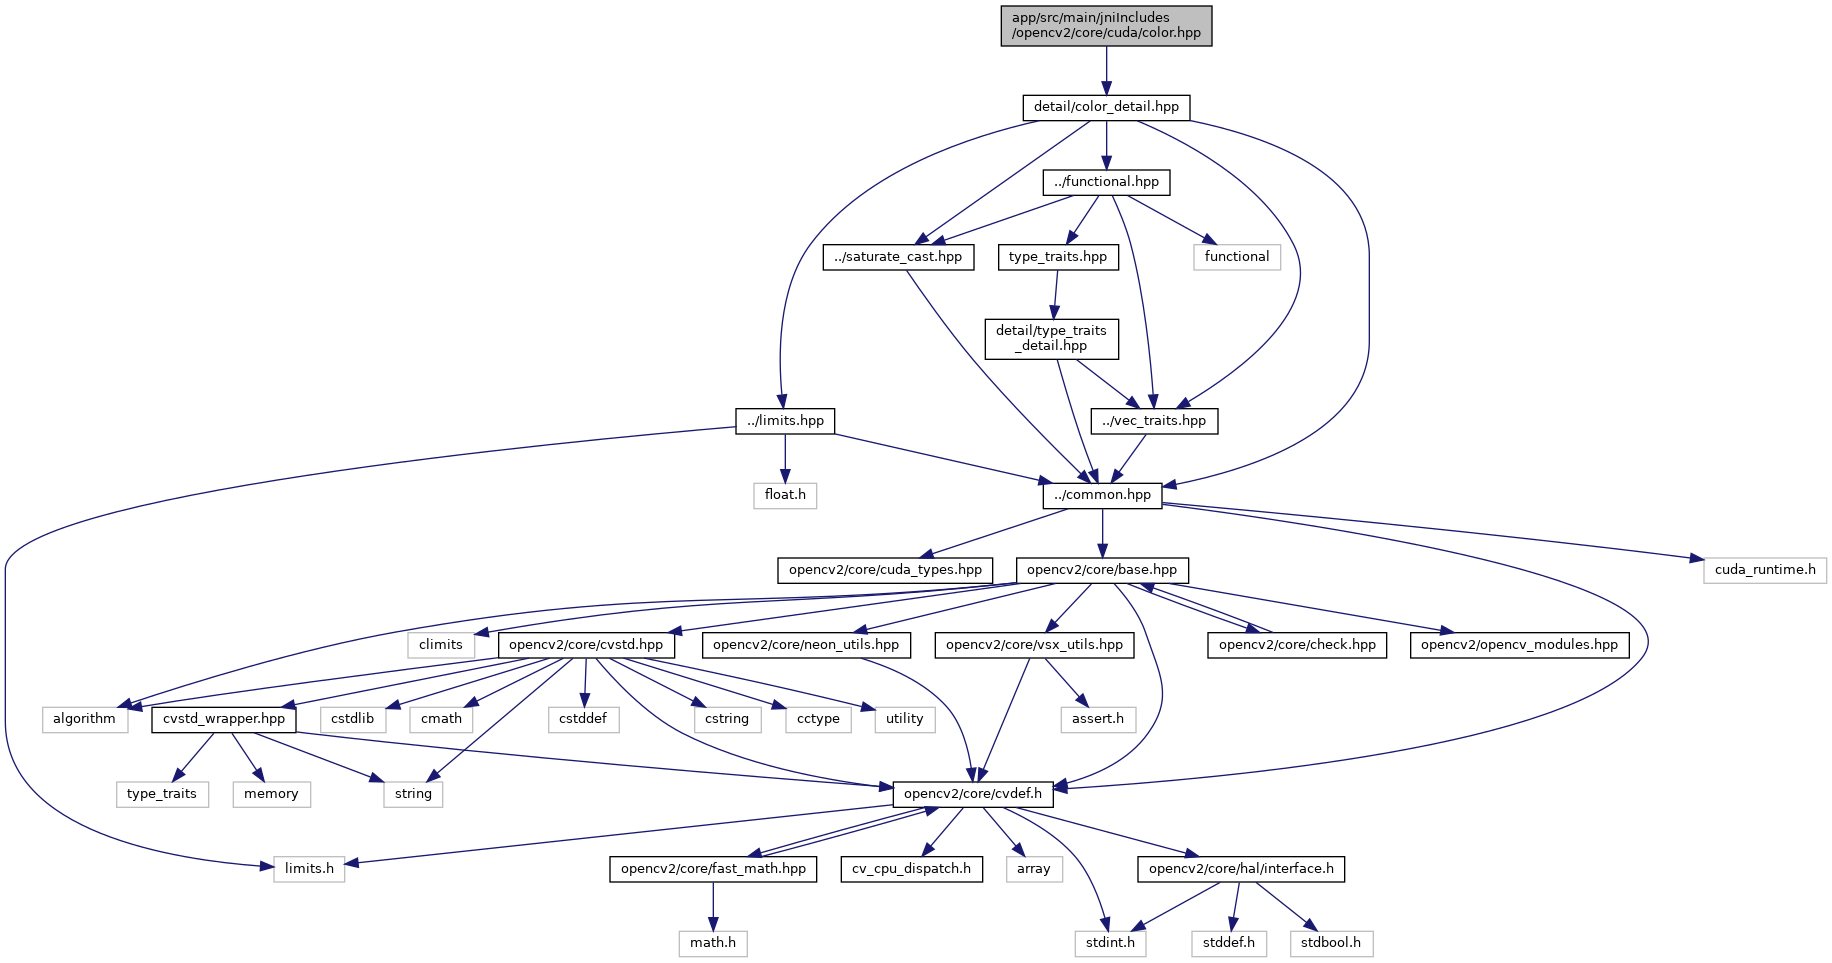 app/src/main/jniIncludes
/opencv2/core/cuda/color.hpp
detail/color_detail.hpp
../functional.hpp
../saturate_cast.hpp
type_traits.hpp
functional
detail/type_traits
_detail.hpp
../limits.hpp
../vec_traits.hpp
float.h
../common.hpp
opencv2/core/cuda_types.hpp
opencv2/core/base.hpp
cuda_runtime.h
climits
opencv2/core/cvstd.hpp
opencv2/core/neon_utils.hpp
opencv2/core/vsx_utils.hpp
opencv2/core/check.hpp
opencv2/opencv_modules.hpp
algorithm
cvstd_wrapper.hpp
cstdlib
cmath
cstddef
cstring
cctype
utility
assert.h
type_traits
memory
string
opencv2/core/cvdef.h
limits.h
opencv2/core/fast_math.hpp
cv_cpu_dispatch.h
array
opencv2/core/hal/interface.h
math.h
stdint.h
stddef.h
stdbool.h